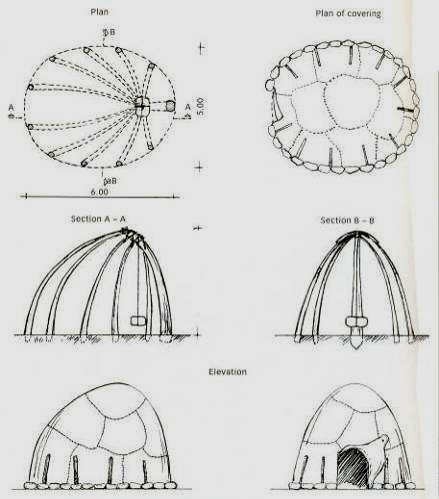 Plan
Plan of covering
B
A
A
5.00
B
6.00
Section A – A
Section B – B
Elevation